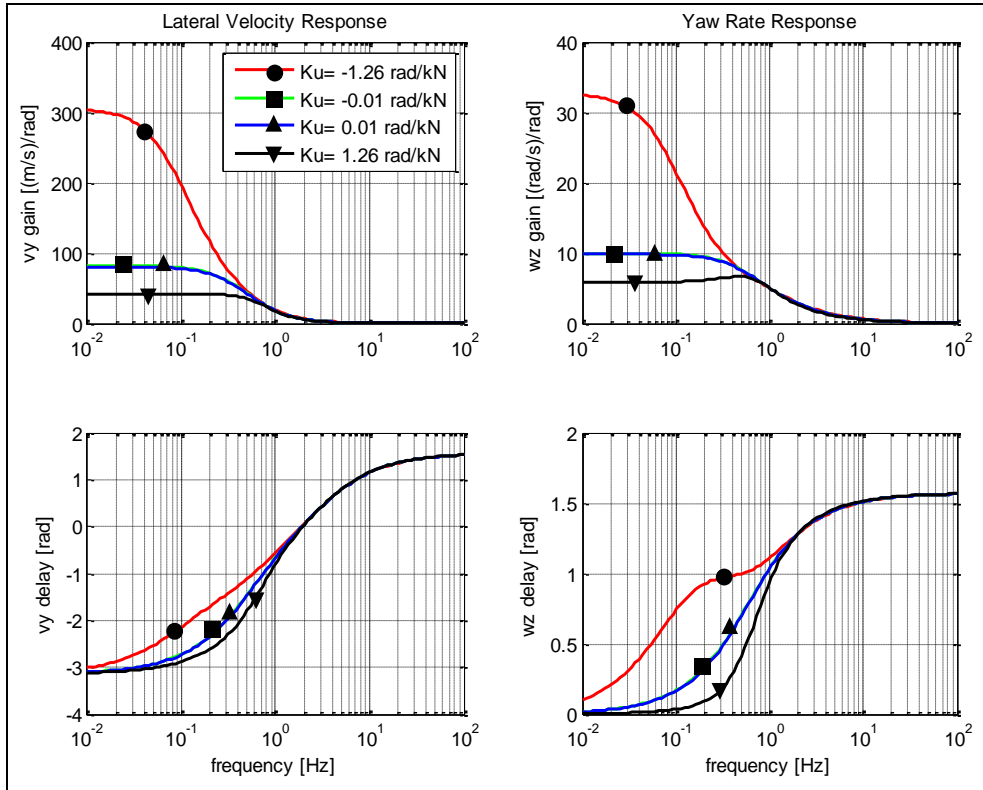 Lateral Velocity Response
vy gain [(m/s)/rad]
400
300
200
100
0
10^-2 10^-1 10^0 10^1 10^2
Ku= -1.26 rad/kN
Ku= -0.01 rad/kN
Ku= 0.01 rad/kN
Ku= 1.26 rad/kN
Yaw Rate Response
wz gain [(rad/s)/rad]
40
30
20
10
0
10^-2 10^-1 10^0 10^1 10^2
vy delay [rad]
2
1
0
-1
-2
-3
-4
10^-2 10^-1 10^0 10^1 10^2
frequency [Hz]
wz delay [rad]
2
1.5
1
0.5
0
10^-2 10^-1 10^0 10^1 10^2
frequency [Hz]